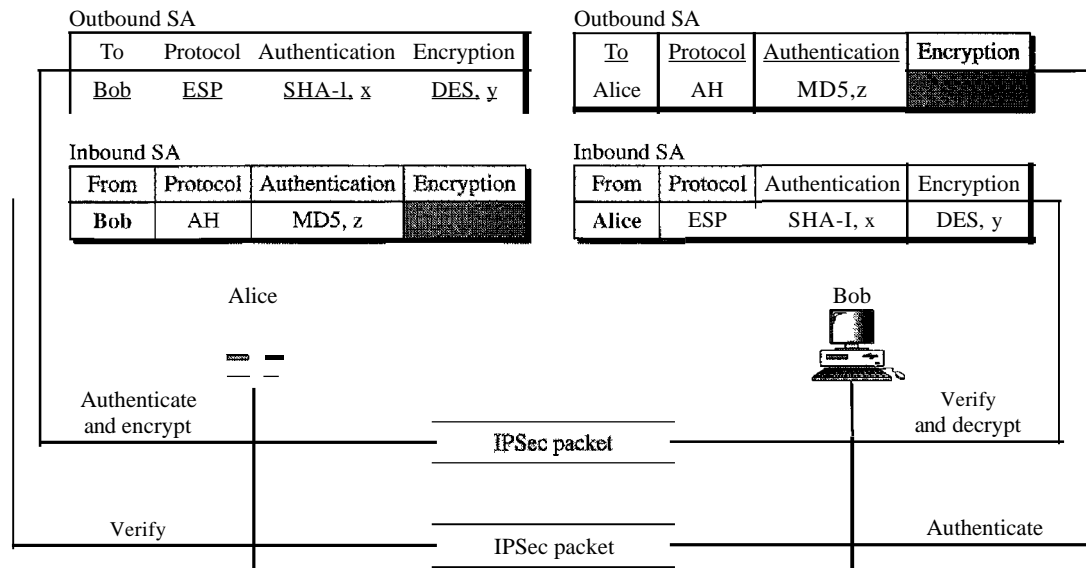 Outbound SA
To Protocol Authentication Encryption
Bob ESP SHA-l, x DES, y
Inbound SA
From Protocol Authentication Encryption
Bob AH MD5, z
Outbound SA
To Protocol Authentication Encryption
Alice AH MD5,z
Inbound SA
From Protocol Authentication Encryption
Alice ESP SHA-I, x DES, y
Alice
Bob
Authenticate
and encrypt
IPSec packet
Verify
and decrypt
Verify
IPSec packet
Authenticate